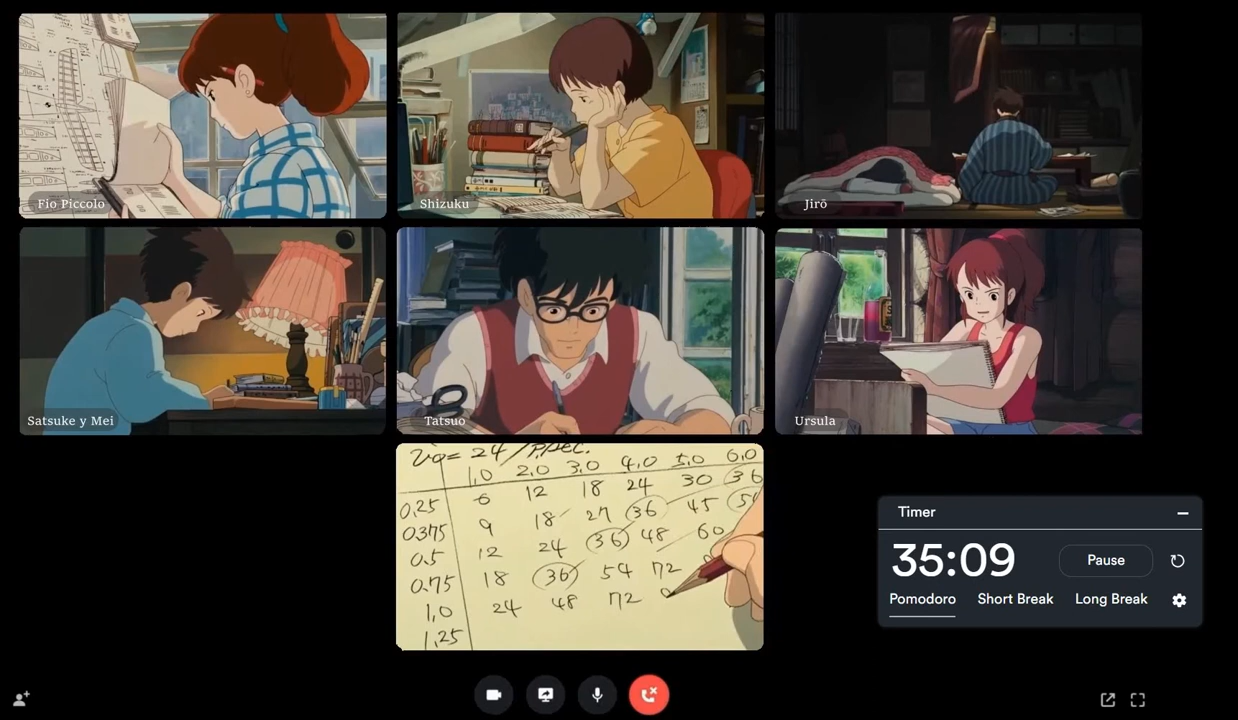 Fio Piccolo
Shizuku
Jirō
Satsuke y Mei
Tatsuo
Ursula
= 24 /
1,0 2,0 3,0 4,0 5,0 6,0
0,25 6 12 18 24 30 36
0,375 9 18 27 36 45
0.5 12 24 36 48 60
0.75 18 36 54 72
1,0 24 48 72
1,25
Timer
35:09
Pause
Pomodoro Short Break Long Break